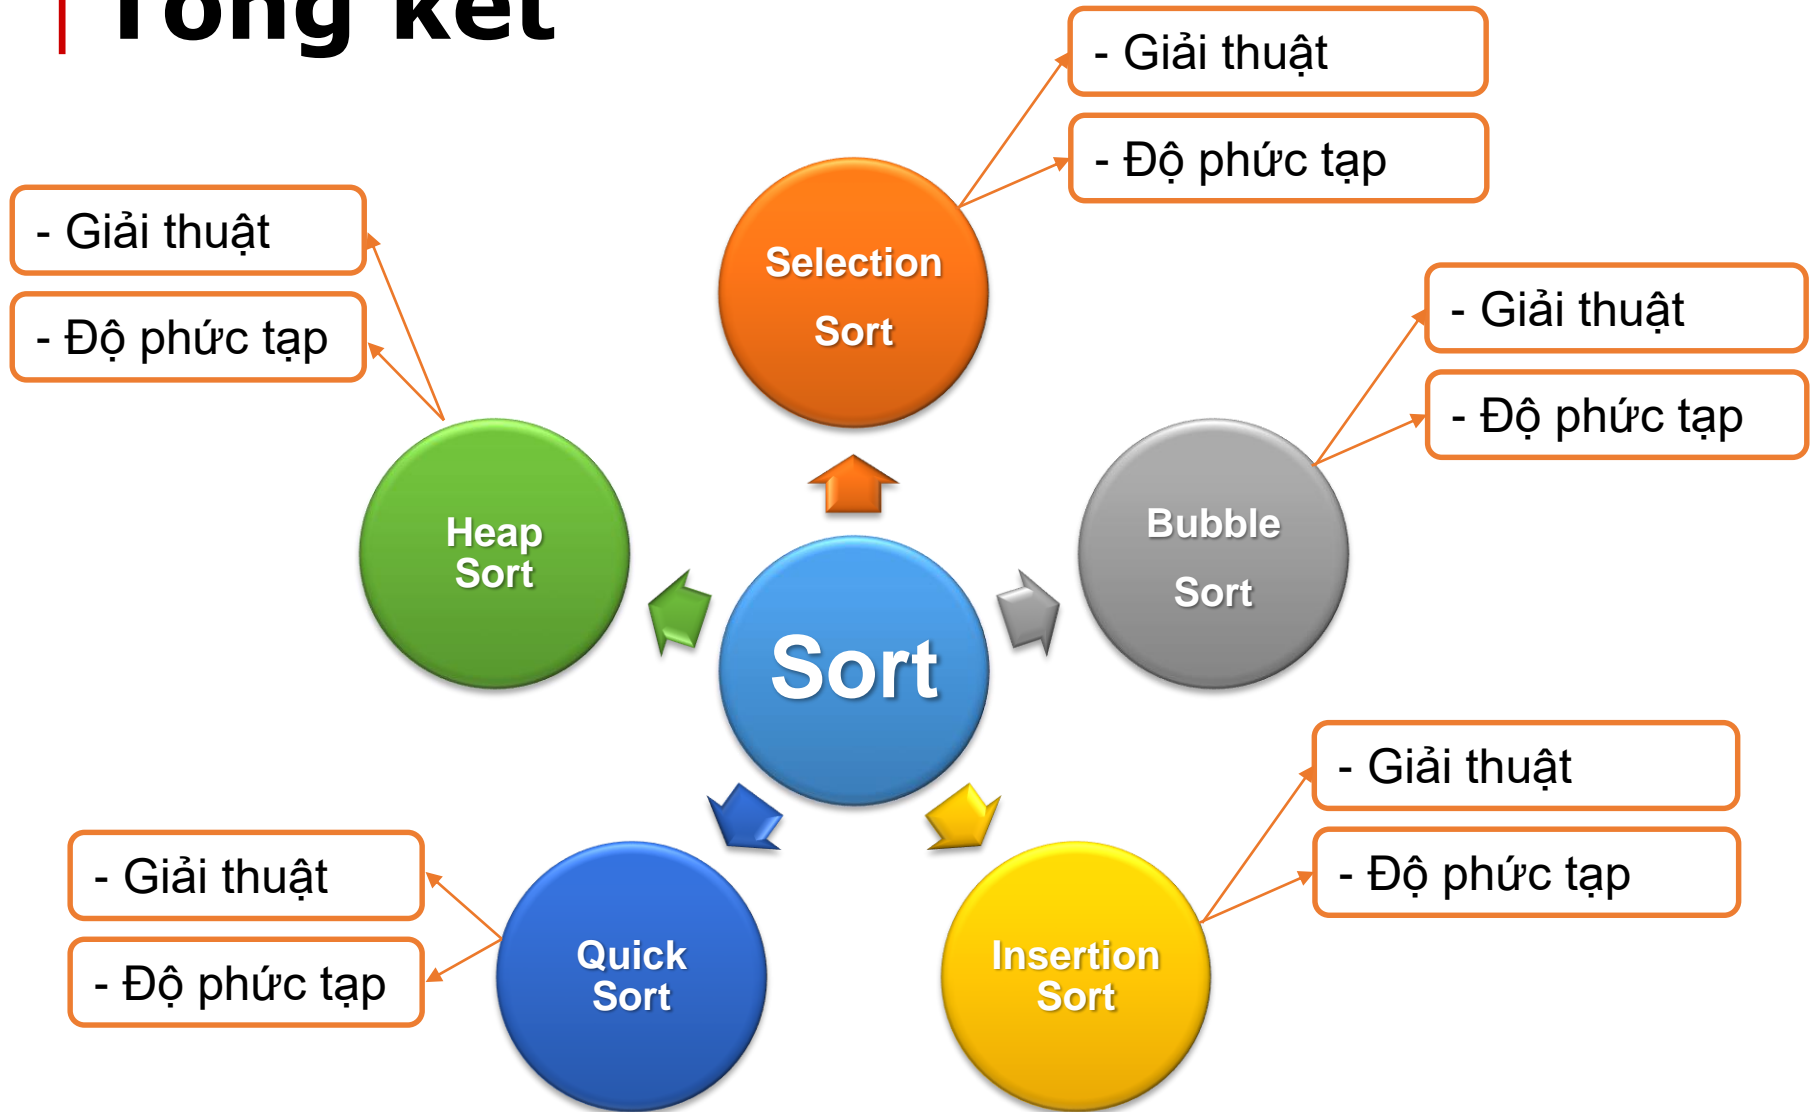 Tổng kết
- Giải thuật
- Độ phức tạp
Selection
Sort
- Giải thuật
- Độ phức tạp
Heap
Sort
- Giải thuật
- Độ phức tạp
Bubble
Sort
Sort
- Giải thuật
- Độ phức tạp
Insertion
Sort
- Giải thuật
- Độ phức tạp
Quick
Sort